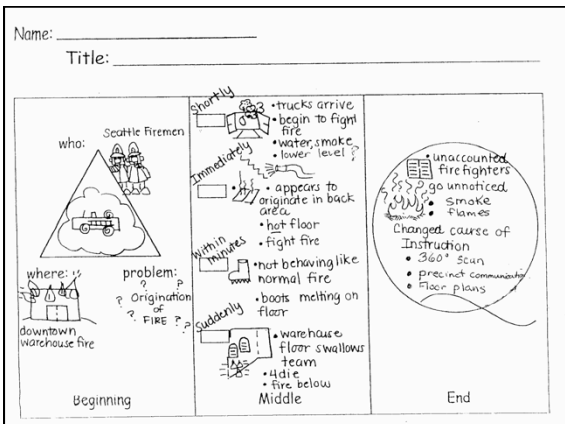 Name:
Title:
Seattle Firemen
who:
where:
problem:
? Origination ?
? of ?
FIRE ?
downtown
warehouse fire
Beginning
Shortly
• trucks arrive
• begin to fight
fire
• water, smoke
• lower level ?
Immediately
• appears to
originate in back
area
• hot floor
• fight fire
within
minutes
• not behaving like
normal fire
• boots melting on
floor
Suddenly
• warehause
floor swallows
team
• 4 die
• fire below
Middle
• unaccounted
fire fighters
go unnoticed
• smoke
• flames
Changed caurse of
Instruction
• 360° Scan
• precinct communication
• floor plans
End